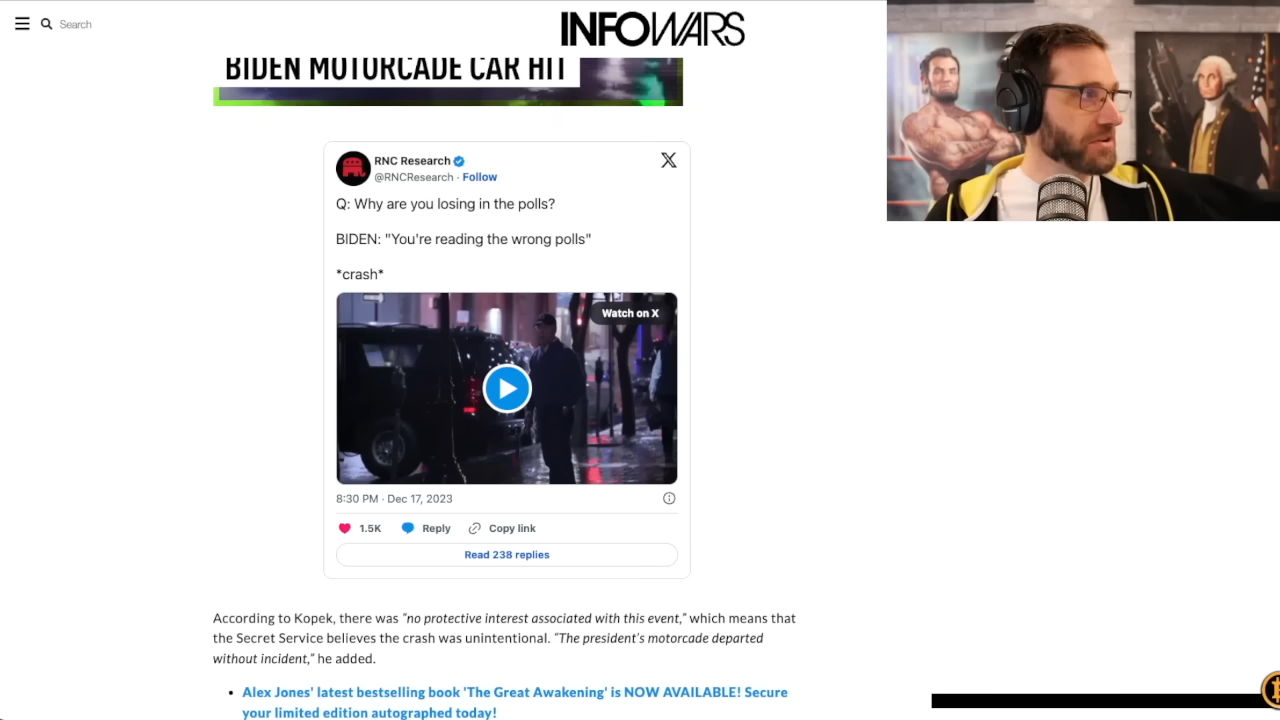 Search
INFOWARS
BIDEN MOTORCADE CAR HIT
RNC Research
@RNCResearch · Follow
Q: Why are you losing in the polls?
BIDEN: "You're reading the wrong polls"
*crash*
Watch on X
8:30 PM · Dec 17, 2023
1.5K Reply Copy link
Read 238 replies
According to Kopek, there was “no protective interest associated with this event,” which means that
the Secret Service believes the crash was unintentional. “The president’s motorcade departed
without incident,” he added.
• Alex Jones' latest bestselling book 'The Great Awakening' is NOW AVAILABLE! Secure
your limited edition autographed today!